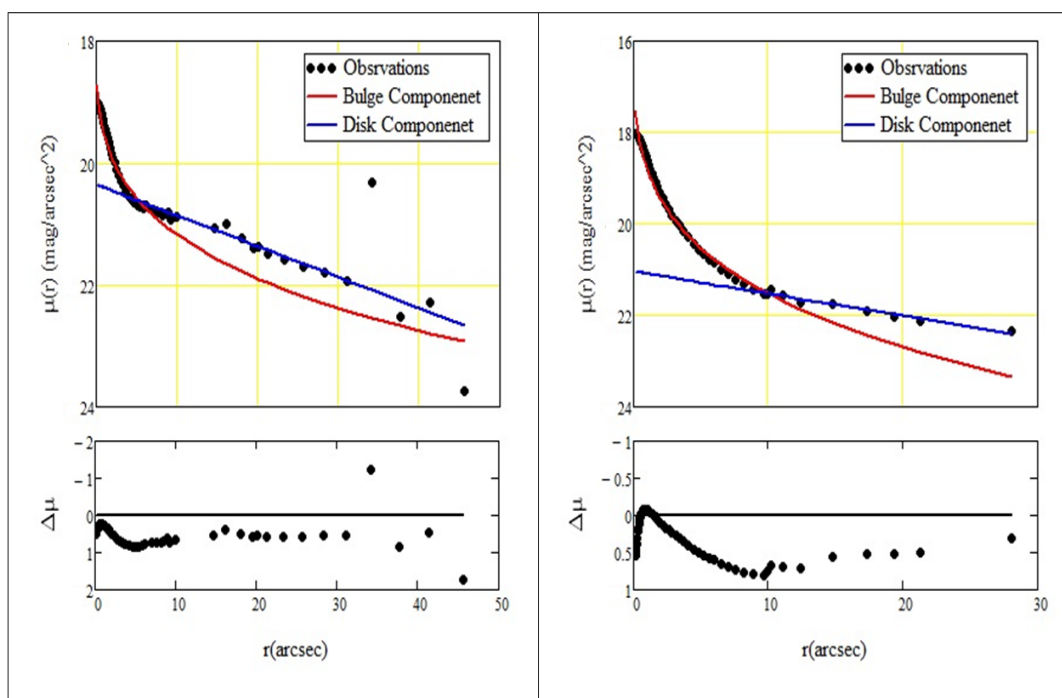 18
20
22
24
μ(r) (mag/arcsec^2)
Obsrvations
Bulge Componenet
Disk Componenet
−2
−1
0
1
2
Δμ
0
10
20
30
40
50
r(arcsec)
16
18
20
22
24
μ(r) (mag/arcsec^2)
Obsrvations
Bulge Componenet
Disk Componenet
−1
−0.5
0
0.5
1
Δμ
0
10
20
30
r(arcsec)